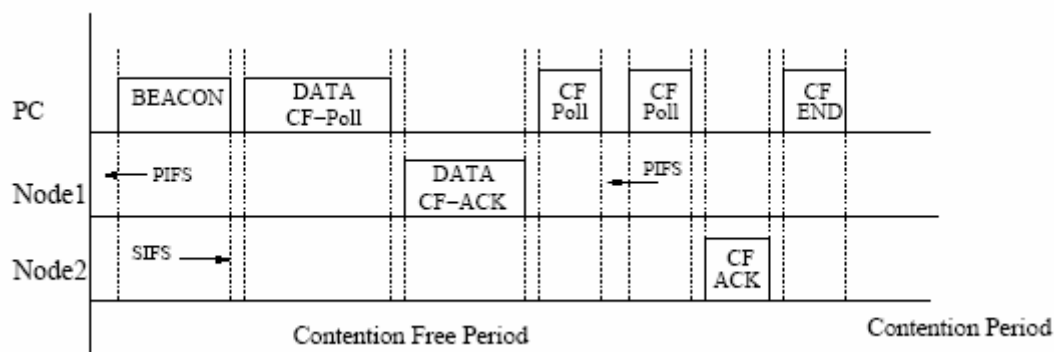 PC
BEACON
DATA
CF-Poll
CF
Poll
CF
Poll
CF
END
Node1
PIFS
DATA
CF-ACK
PIFS
Node2
SIFS
CF
ACK
Contention Free Period
Contention Period